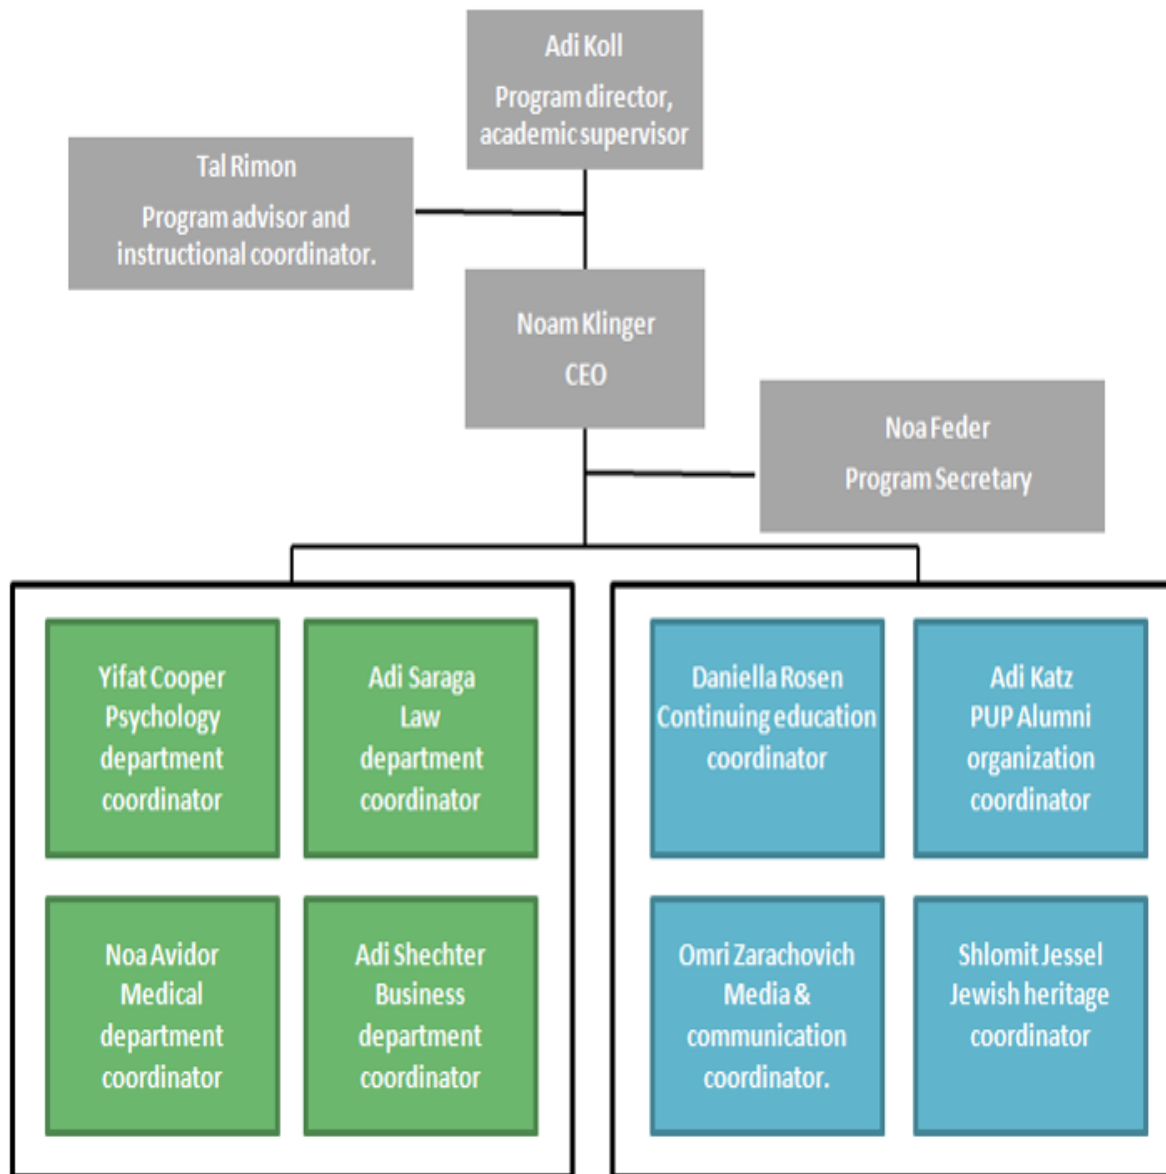 Adi Koll
Program director,
academic supervisor
Tal Rimon
Program advisor and
instructional coordinator.
Noam Klinger
CEO
Noa Feder
Program Secretary
Yifat Cooper
Psychology
department
coordinator
Adi Saraga
Law
department
coordinator
Daniella Rosen
Continuing education
coordinator
Adi Katz
PUP Alumni
organization
coordinator
Noa Avidor
Medical
department
coordinator
Adi Shechter
Business
department
coordinator
Omri Zarachovich
Media &
communication
coordinator.
Shlomit Jessel
Jewish heritage
coordinator